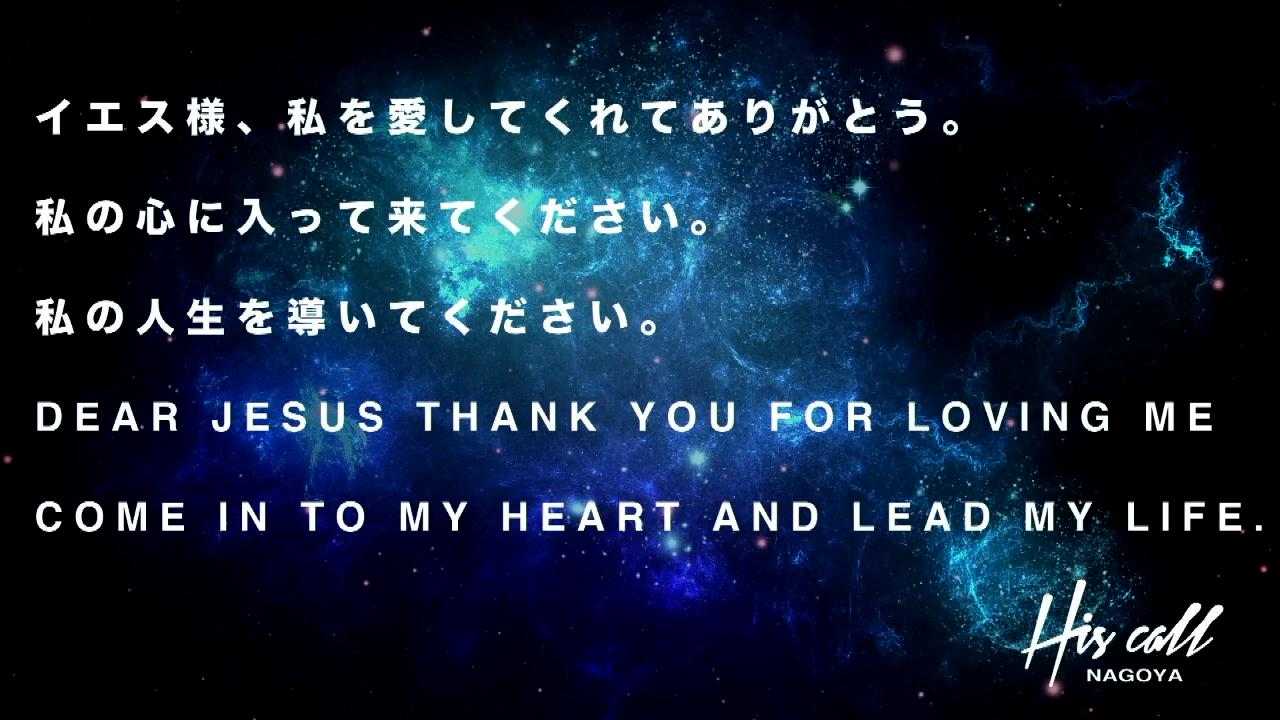 イエス様、私を愛してくれてありがとう。
私の心に入って来てください。
私の人生を導いてください。
DEAR JESUS THANK YOU FOR LOVING ME
COME IN TO MY HEART AND LEAD MY LIFE.
His call
NAGOYA